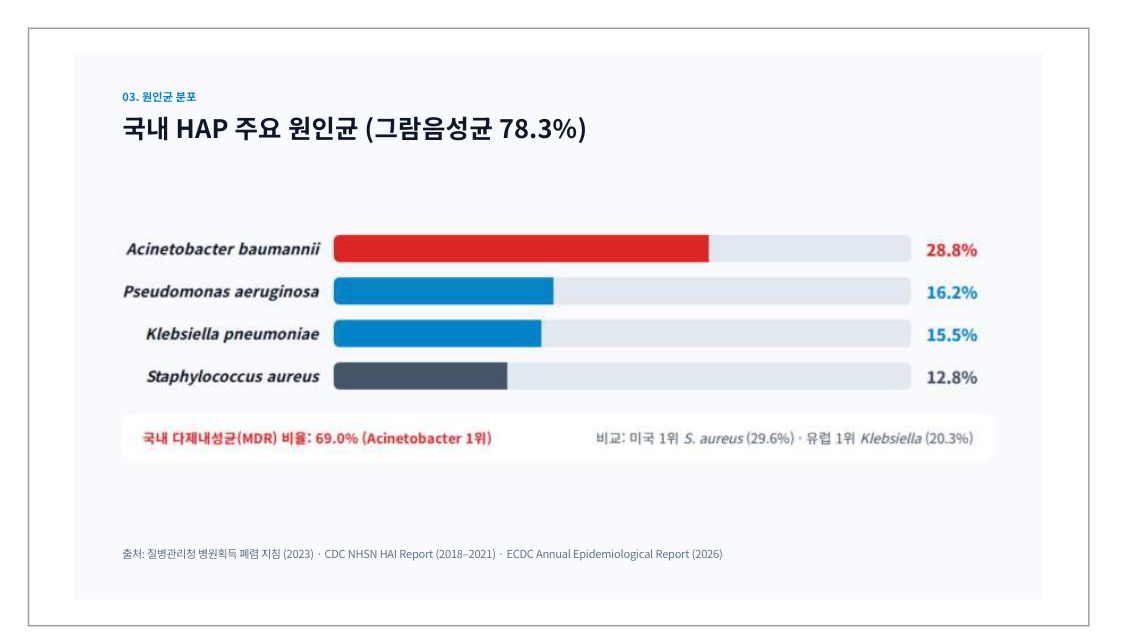 03. 원인균 분포
국내 HAP 주요 원인균 (그람음성균 78.3%)
Acinetobacter baumannii 28.8%
Pseudomonas aeruginosa 16.2%
Klebsiella pneumoniae 15.5%
Staphylococcus aureus 12.8%
국내 다제내성균(MDR) 비율: 69.0% (Acinetobacter 1위) 비교: 미국 1위 S. aureus (29.6%) · 유럽 1위 Klebsiella (20.3%)
출처: 질병관리청 병원획득 폐렴 지침 (2023) · CDC NHSN HAI Report (2018–2021) · ECDC Annual Epidemiological Report (2026)